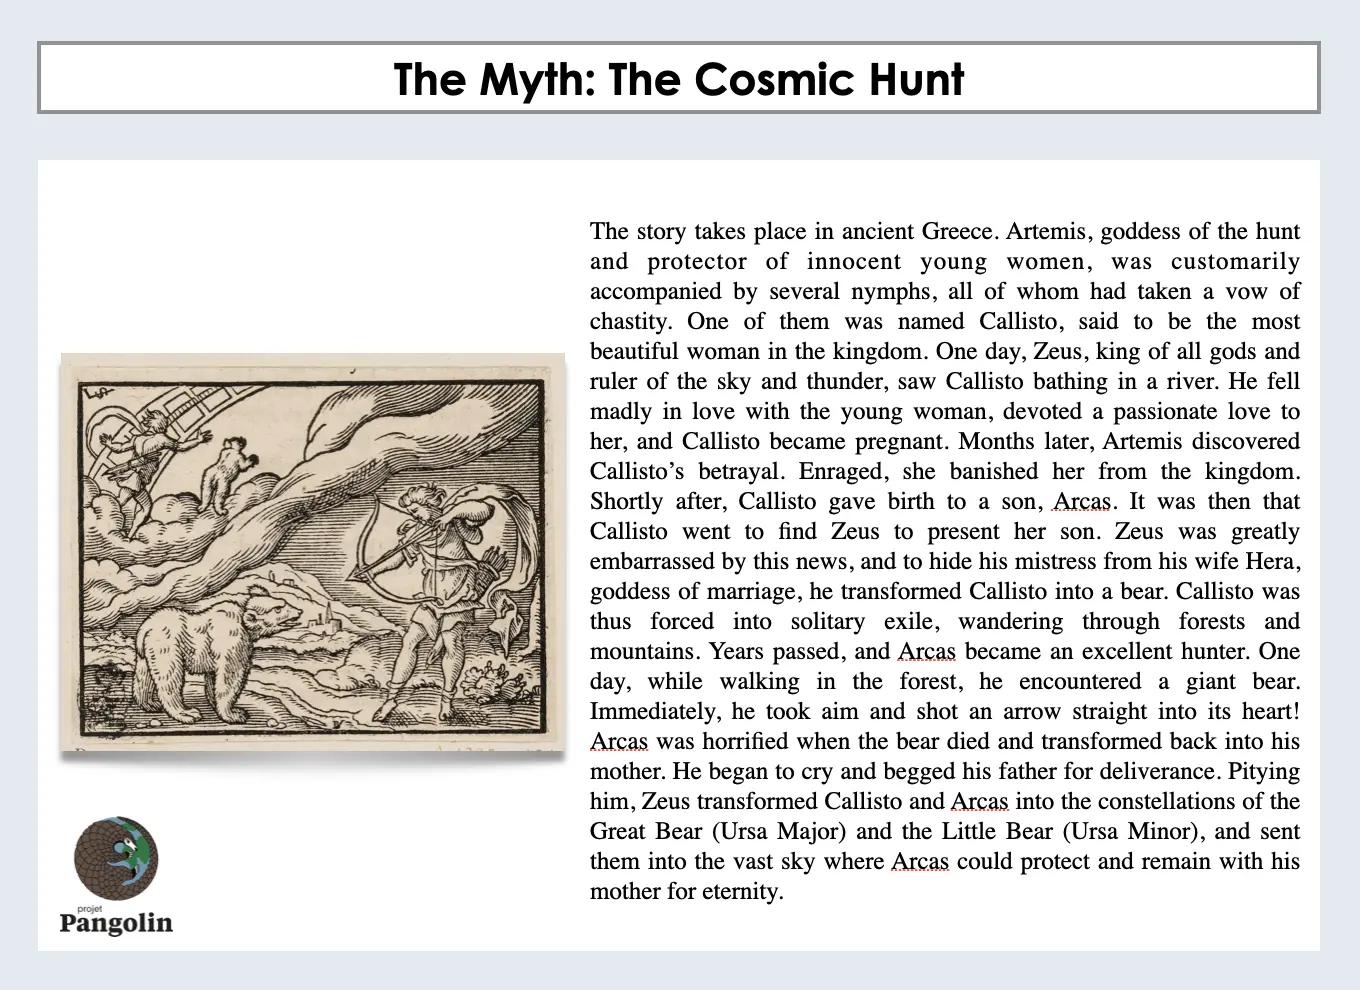 The Myth: The Cosmic Hunt
The story takes place in ancient Greece. Artemis, goddess of the hunt
and protector of innocent young women, was customarily
accompanied by several nymphs, all of whom had taken a vow of
chastity. One of them was named Callisto, said to be the most
beautiful woman in the kingdom. One day, Zeus, king of all gods and
ruler of the sky and thunder, saw Callisto bathing in a river. He fell
madly in love with the young woman, devoted a passionate love to
her, and Callisto became pregnant. Months later, Artemis discovered
Callisto’s betrayal. Enraged, she banished her from the kingdom.
Shortly after, Callisto gave birth to a son, Arcas. It was then that
Callisto went to find Zeus to present her son. Zeus was greatly
embarrassed by this news, and to hide his mistress from his wife Hera,
goddess of marriage, he transformed Callisto into a bear. Callisto was
thus forced into solitary exile, wandering through forests and
mountains. Years passed, and Arcas became an excellent hunter. One
day, while walking in the forest, he encountered a giant bear.
Immediately, he took aim and shot an arrow straight into its heart!
Arcas was horrified when the bear died and transformed back into his
mother. He began to cry and begged his father for deliverance. Pitying
him, Zeus transformed Callisto and Arcas into the constellations of the
Great Bear (Ursa Major) and the Little Bear (Ursa Minor), and sent
them into the vast sky where Arcas could protect and remain with his
mother for eternity.
projet
Pangolin